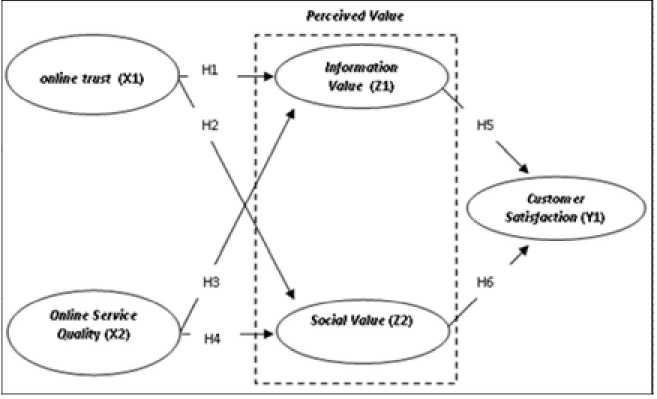 Perceived Value
online trust (X1)
H1
Information
Value (Z1)
H2
H5
Customer
Satisfaction (Y1)
H3
H6
Online Service
Quality (X2)
H4
Social Value (Z2)